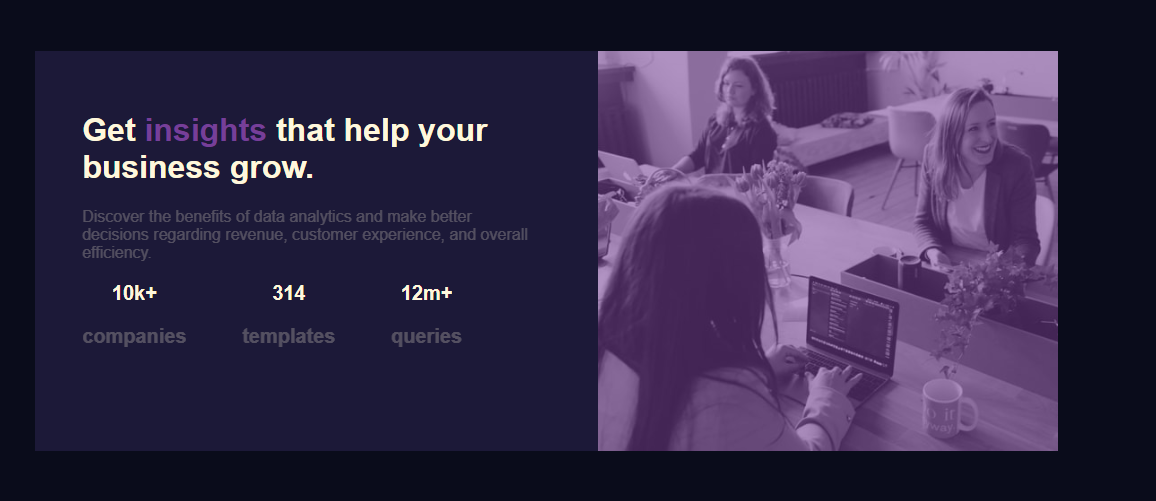 Get insights that help your
business grow.
Discover the benefits of data analytics and make better
decisions regarding revenue, customer experience, and overall
efficiency.
10k+ 314 12m+
companies templates queries